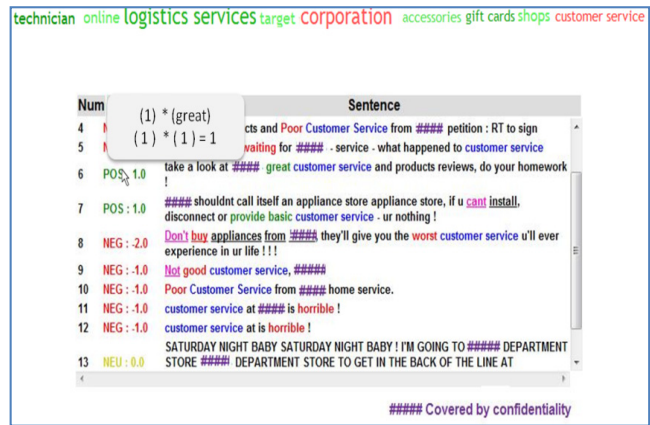 technician online logistics services target corporation accessories gift cards shops customer service
Num Sentence
(1) * (great)
(1) * (1) = 1
4 N cts and Poor Customer Service from #### petition : RT to sign
5 N waiting for #### - service - what happened to customer service
6 POS : 1.0 take a look at #### great customer service and products reviews, do your homework
!
7 POS : 1.0 #### shouldnt call itself an appliance store appliance store, if u cant install,
disconnect or provide basic customer service - ur nothing !
8 NEG : -2.0 Don't buy appliances from ####, they'll give you the worst customer service u'll ever
experience in ur life ! ! !
9 NEG : -1.0 Not good customer service, #####
10 NEG : -1.0 Poor Customer Service from #### home service.
11 NEG : -1.0 customer service at #### is horrible !
12 NEG : -1.0 customer service at is horrible !
SATURDAY NIGHT BABY SATURDAY NIGHT BABY ! I'M GOING TO ##### DEPARTMENT
13 NEU : 0.0 STORE #### DEPARTMENT STORE TO GET IN THE BACK OF THE LINE AT
##### Covered by confidentiality